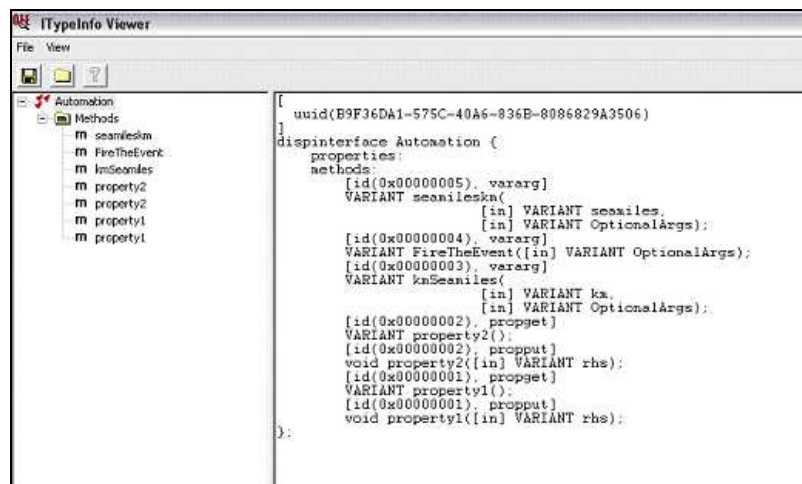 ITypeInfo Viewer
File View
Automation
Methods
seamileskm
FireTheEvent
kmSeamiles
property2
property2
property1
property1
[
uuid(B9F36DA1-575C-40A6-836B-8086829A3506)
]
dispinterface Automation {
properties:
methods:
[id(0x00000005), vararg]
VARIANT seamileskm(
[in] VARIANT seamiles,
[in] VARIANT OptionalArgs);
[id(0x00000004), vararg]
VARIANT FireTheEvent([in] VARIANT OptionalArgs);
[id(0x00000003), vararg]
VARIANT kmSeamiles(
[in] VARIANT km,
[in] VARIANT OptionalArgs);
[id(0x00000002), propget]
VARIANT property2();
[id(0x00000002), propput]
void property2([in] VARIANT rhs);
[id(0x00000001), propget]
VARIANT property1();
[id(0x00000001), propput]
void property1([in] VARIANT rhs);
};